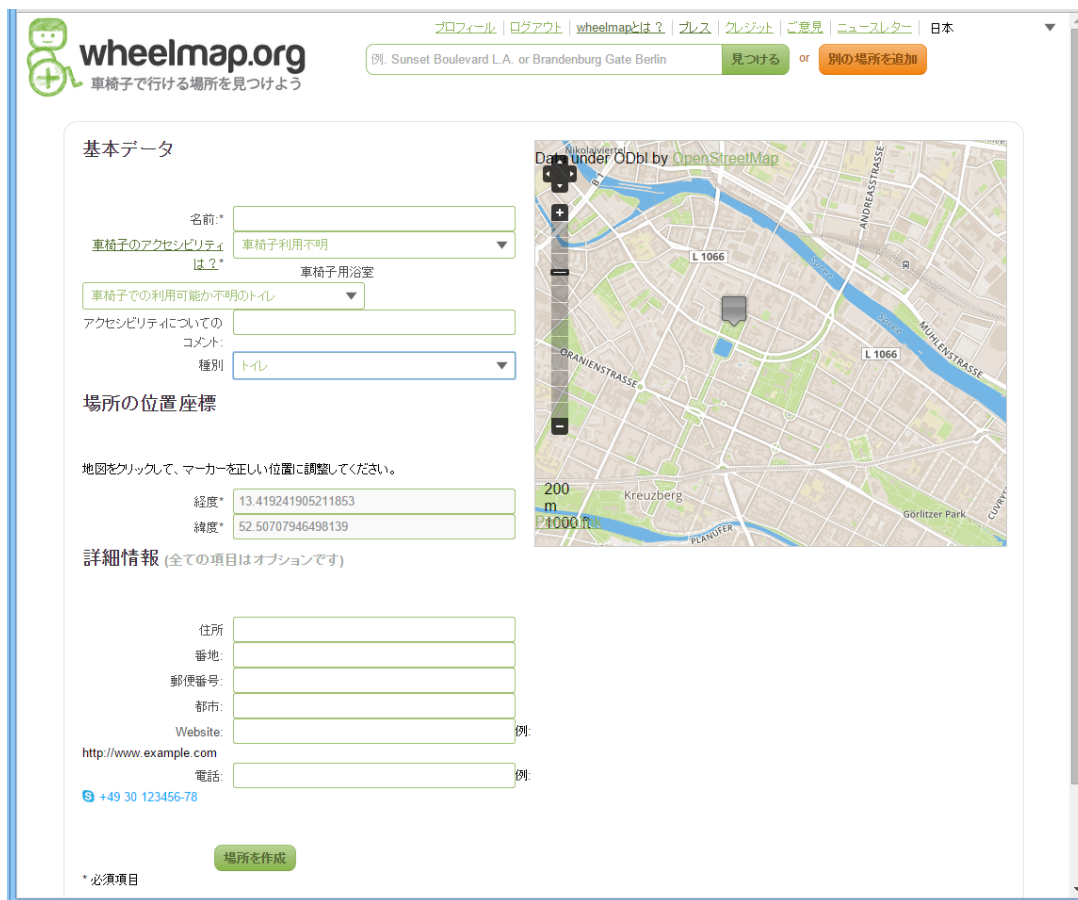 プロフィール ログアウト wheelmapとは？ プレス クレジット ご意見 ニュースレター 日本
wheelmap.org
車椅子で行ける場所を見つけよう
例. Sunset Boulevard L.A. or Brandenburg Gate Berlin 見つける or 別の場所を追加
基本データ
名前:*
車椅子のアクセシビリティ
は？*
車椅子利用不明
車椅子用浴室
車椅子での利用可能か不明のトイレ
アクセシビリティについての
コメント:
種別 トイレ
場所の位置座標
地図をクリックして、マーカーを正しい位置に調整してください。
経度* 13.419241905211853
緯度* 52.50707946498139
詳細情報 (全ての項目はオプションです)
住所
番地:
郵便番号:
都市:
Website: 例:
http://www.example.com
電話: 例:
+49 30 123456-78
場所を作成
* 必須項目
Nikolaiviertel
Data under ODbl by OpenStreetMap
B 1
ANDREASSTRASSE
L 1066
Spree
Spree
MÜHLENSTRASSE
L 1066
ORANIENSTRASSE
200
m
1000 ft
Permalink
Kreuzberg
Görlitzer Park
PLANUFER